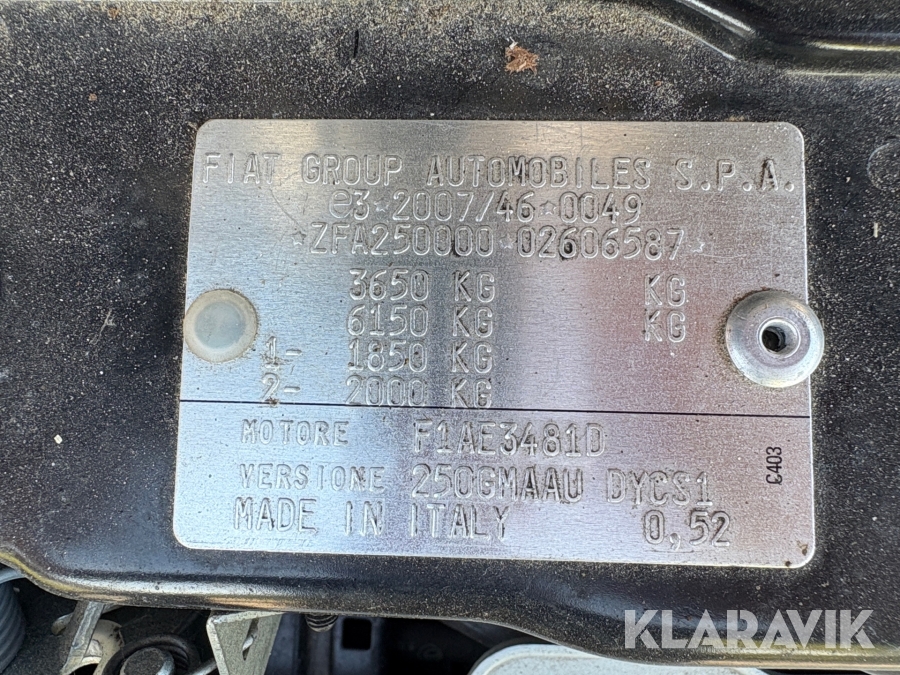 FIAT GROUP AUTOMOBILES S.P.A.
e3*2007/46*0049
*ZFA250000*02606587*
3650 KG KG
6150 KG KG
1- 1850 KG
2- 2000 KG
MOTORE F1AE3481D
VERSIONE 250GMAAU DYCS1
MADE IN ITALY 0,52
C403
KLARAVIK